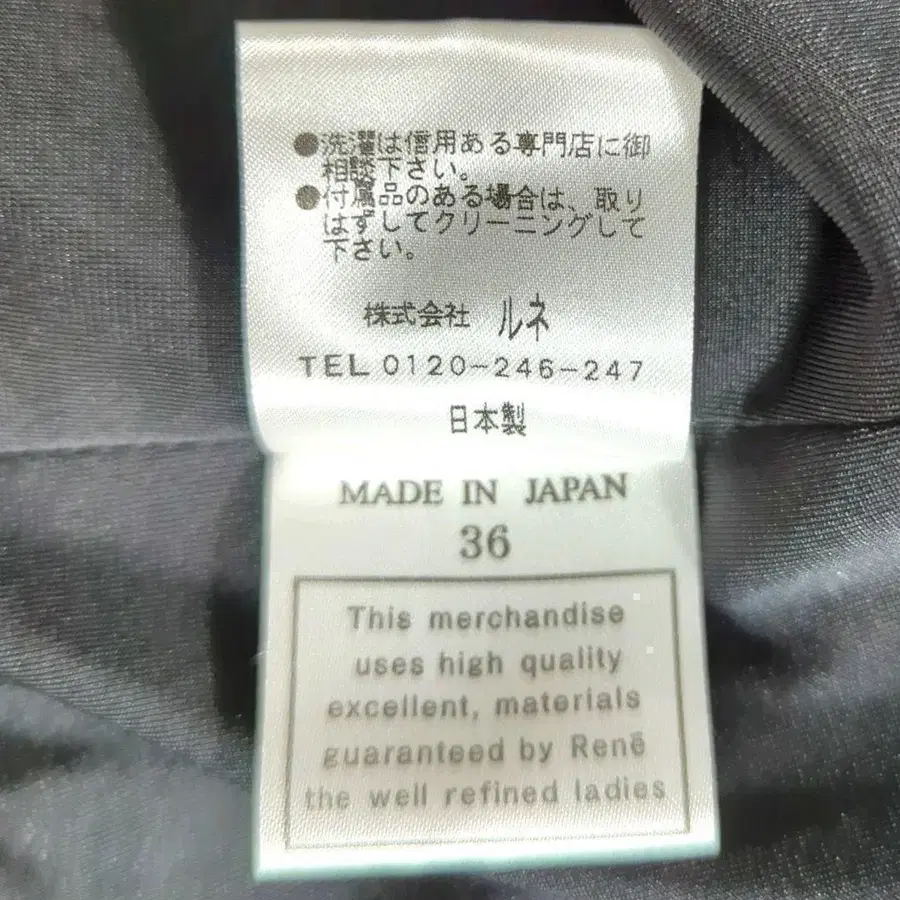 ●洗濯は信用ある専門店に御
相談下さい。
●付属品のある場合は、取り
はずしてクリーニングして
下さい。
株式会社 ルネ
TEL 0120-246-247
日本製
MADE IN JAPAN
36
This merchandise
uses high quality
excellent, materials
guaranteed by Renē
the well refined ladies